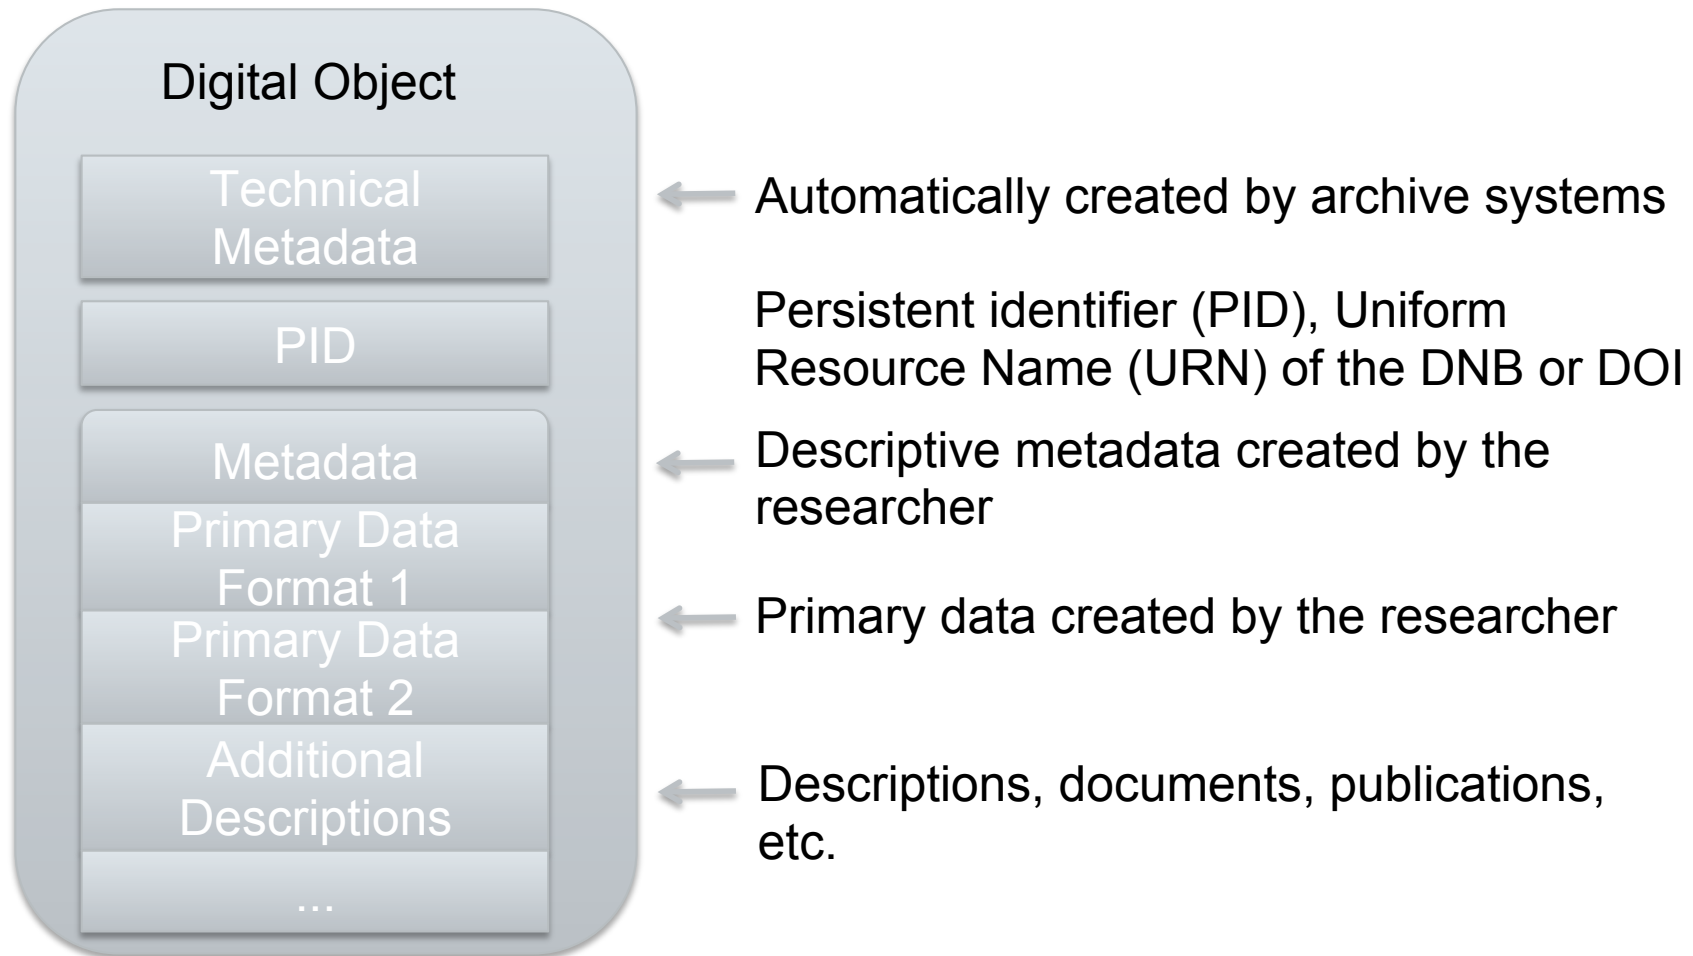 Digital Object
Technical
Metadata
Automatically created by archive systems
PID
Persistent identifier (PID), Uniform
Resource Name (URN) of the DNB or DOI
Metadata
Descriptive metadata created by the
researcher
Primary Data
Format 1
Primary Data
Format 2
Primary data created by the researcher
Additional
Descriptions
Descriptions, documents, publications,
etc.
...